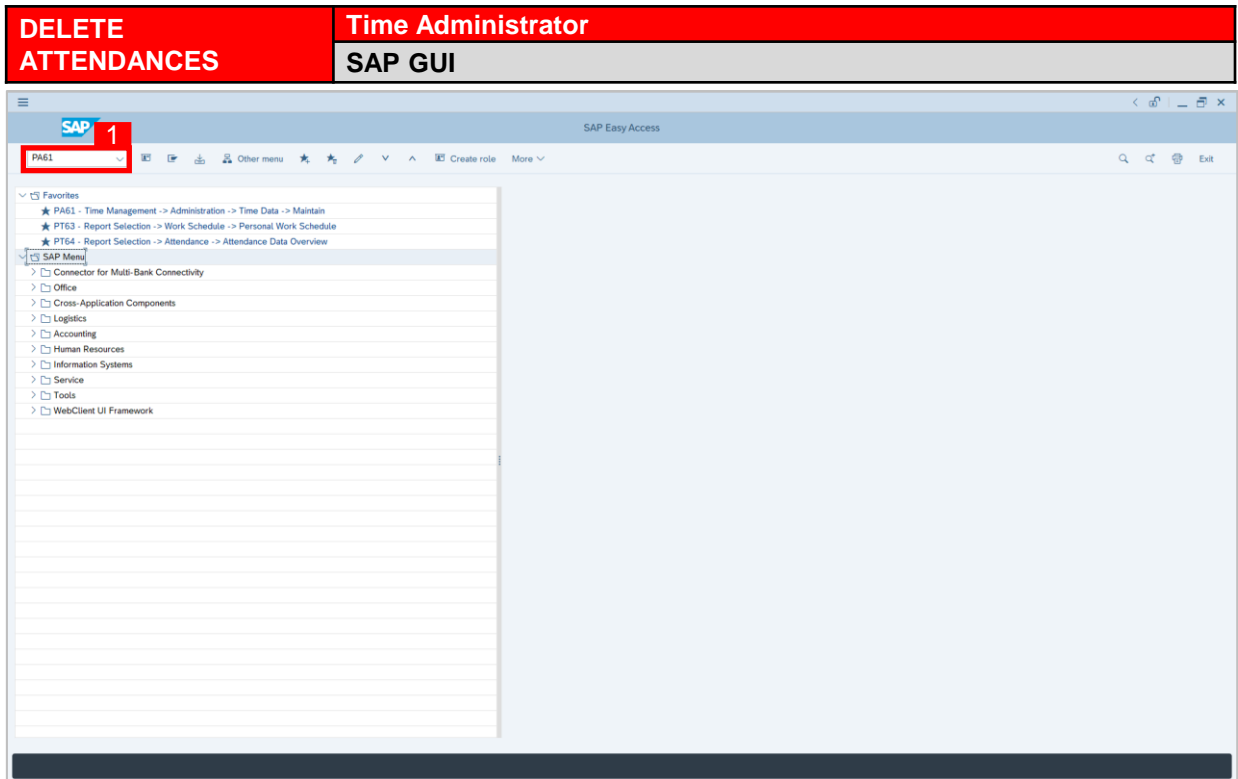 DELETE
ATTENDANCES
Time Administrator
SAP GUI
SAP
1
SAP Easy Access
PA61
Other menu
Create role
More
Exit
Favorites
PA61 - Time Management -> Administration -> Time Data -> Maintain
PT63 - Report Selection -> Work Schedule -> Personal Work Schedule
PT64 - Report Selection -> Attendance -> Attendance Data Overview
SAP Menu
Connector for Multi-Bank Connectivity
Office
Cross-Application Components
Logistics
Accounting
Human Resources
Information Systems
Service
Tools
WebClient UI Framework